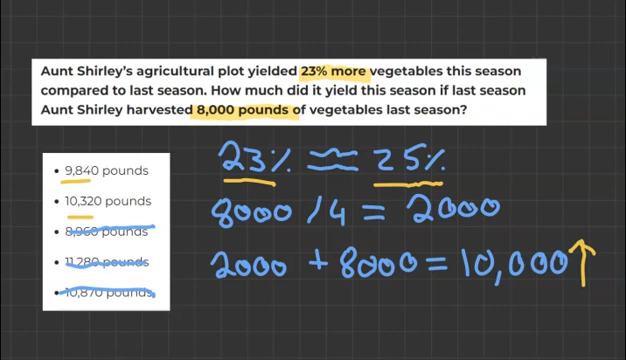 Aunt Shirley's agricultural plot yielded 23% more vegetables this season
compared to last season. How much did it yield this season if last season
Aunt Shirley harvested 8,000 pounds of vegetables last season?
• 9,840 pounds
• 10,320 pounds
• 8,960 pounds
• 11,280 pounds
• 10,870 pounds
23% ≈ 25%
8000 / 4 = 2000
2000 + 8000 = 10,000↑